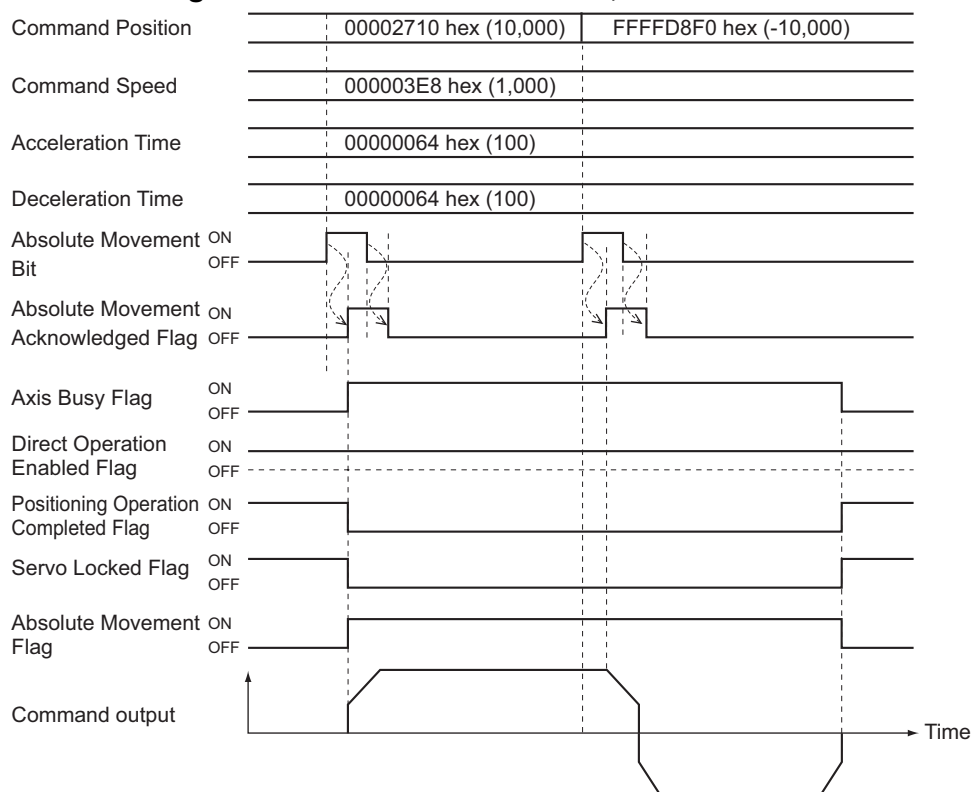 Command Position 00002710 hex (10,000) FFFFD8F0 hex (-10,000)
Command Speed 000003E8 hex (1,000)
Acceleration Time 00000064 hex (100)
Deceleration Time 00000064 hex (100)
Absolute Movement ON
Bit OFF
Absolute Movement ON
Acknowledged Flag OFF
Axis Busy Flag ON
OFF
Direct Operation ON
Enabled Flag OFF
Positioning Operation ON
Completed Flag OFF
Servo Locked Flag ON
OFF
Absolute Movement ON
Flag OFF
Command output
Time